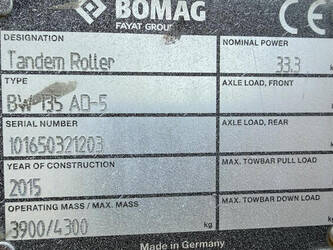 BOMAG
FAYAT GROUP
CE
DESIGNATION
Tandem Roller
NOMINAL POWER
33.3
TYPE
BW 135 AD-5
AXLE LOAD, FRONT
SERIAL NUMBER
101650321203
AXLE LOAD, REAR
YEAR OF CONSTRUCTION
2015
MAX. TOWBAR PULL LOAD
OPERATING MASS / MAX. MASS
3900/4300
kg
MAX. TOWBAR DOWN LOAD
kg
Made in Germany